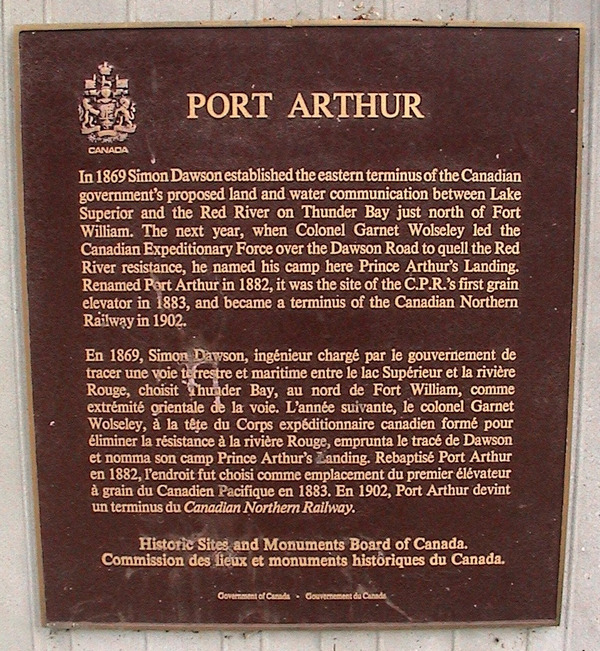 PORT ARTHUR
CANADA
In 1869 Simon Dawson established the eastern terminus of the Canadian
government's proposed land and water communication between Lake
Superior and the Red River on Thunder Bay just north of Fort
William. The next year, when Colonel Garnet Wolseley led the
Canadian Expeditionary Force over the Dawson Road to quell the Red
River resistance, he named his camp here Prince Arthur's Landing.
Renamed Port Arthur in 1882, it was the site of the C.P.R.'s first grain
elevator in 1883, and became a terminus of the Canadian Northern
Railway in 1902.
En 1869, Simon Dawson, ingénieur chargé par le gouvernement de
tracer une voie terrestre et maritime entre le lac Supérieur et la rivière
Rouge, choisit Thunder Bay, au nord de Fort William, comme
extrémité orientale de la voie. L'année suivante, le colonel Garnet
Wolseley, à la tête du Corps expéditionnaire canadien formé pour
éliminer la résistance à la rivière Rouge, emprunta le tracé de Dawson
et nomma son camp Prince Arthur's Landing. Rebaptisé Port Arthur
en 1882, l'endroit fut choisi comme emplacement du premier élévateur
à grain du Canadien Pacifique en 1883. En 1902, Port Arthur devint
un terminus du Canadian Northern Railway.
Historic Sites and Monuments Board of Canada.
Commission des lieux et monuments historiques du Canada.
Government of Canada - Gouvernement du Canada